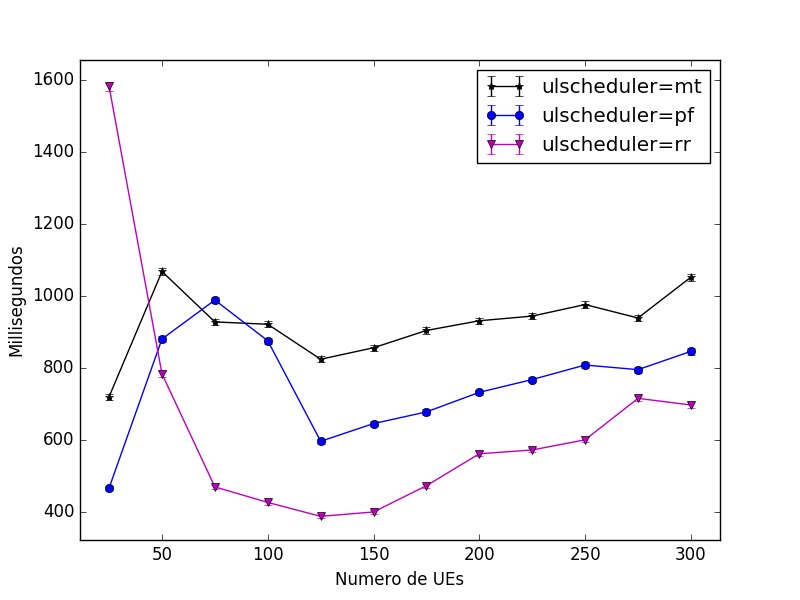 1600
1400
1200
1000
800
600
400
Millisegundos
ulscheduler=mt
ulscheduler=pf
ulscheduler=rr
50 100 150 200 250 300
Numero de UEs